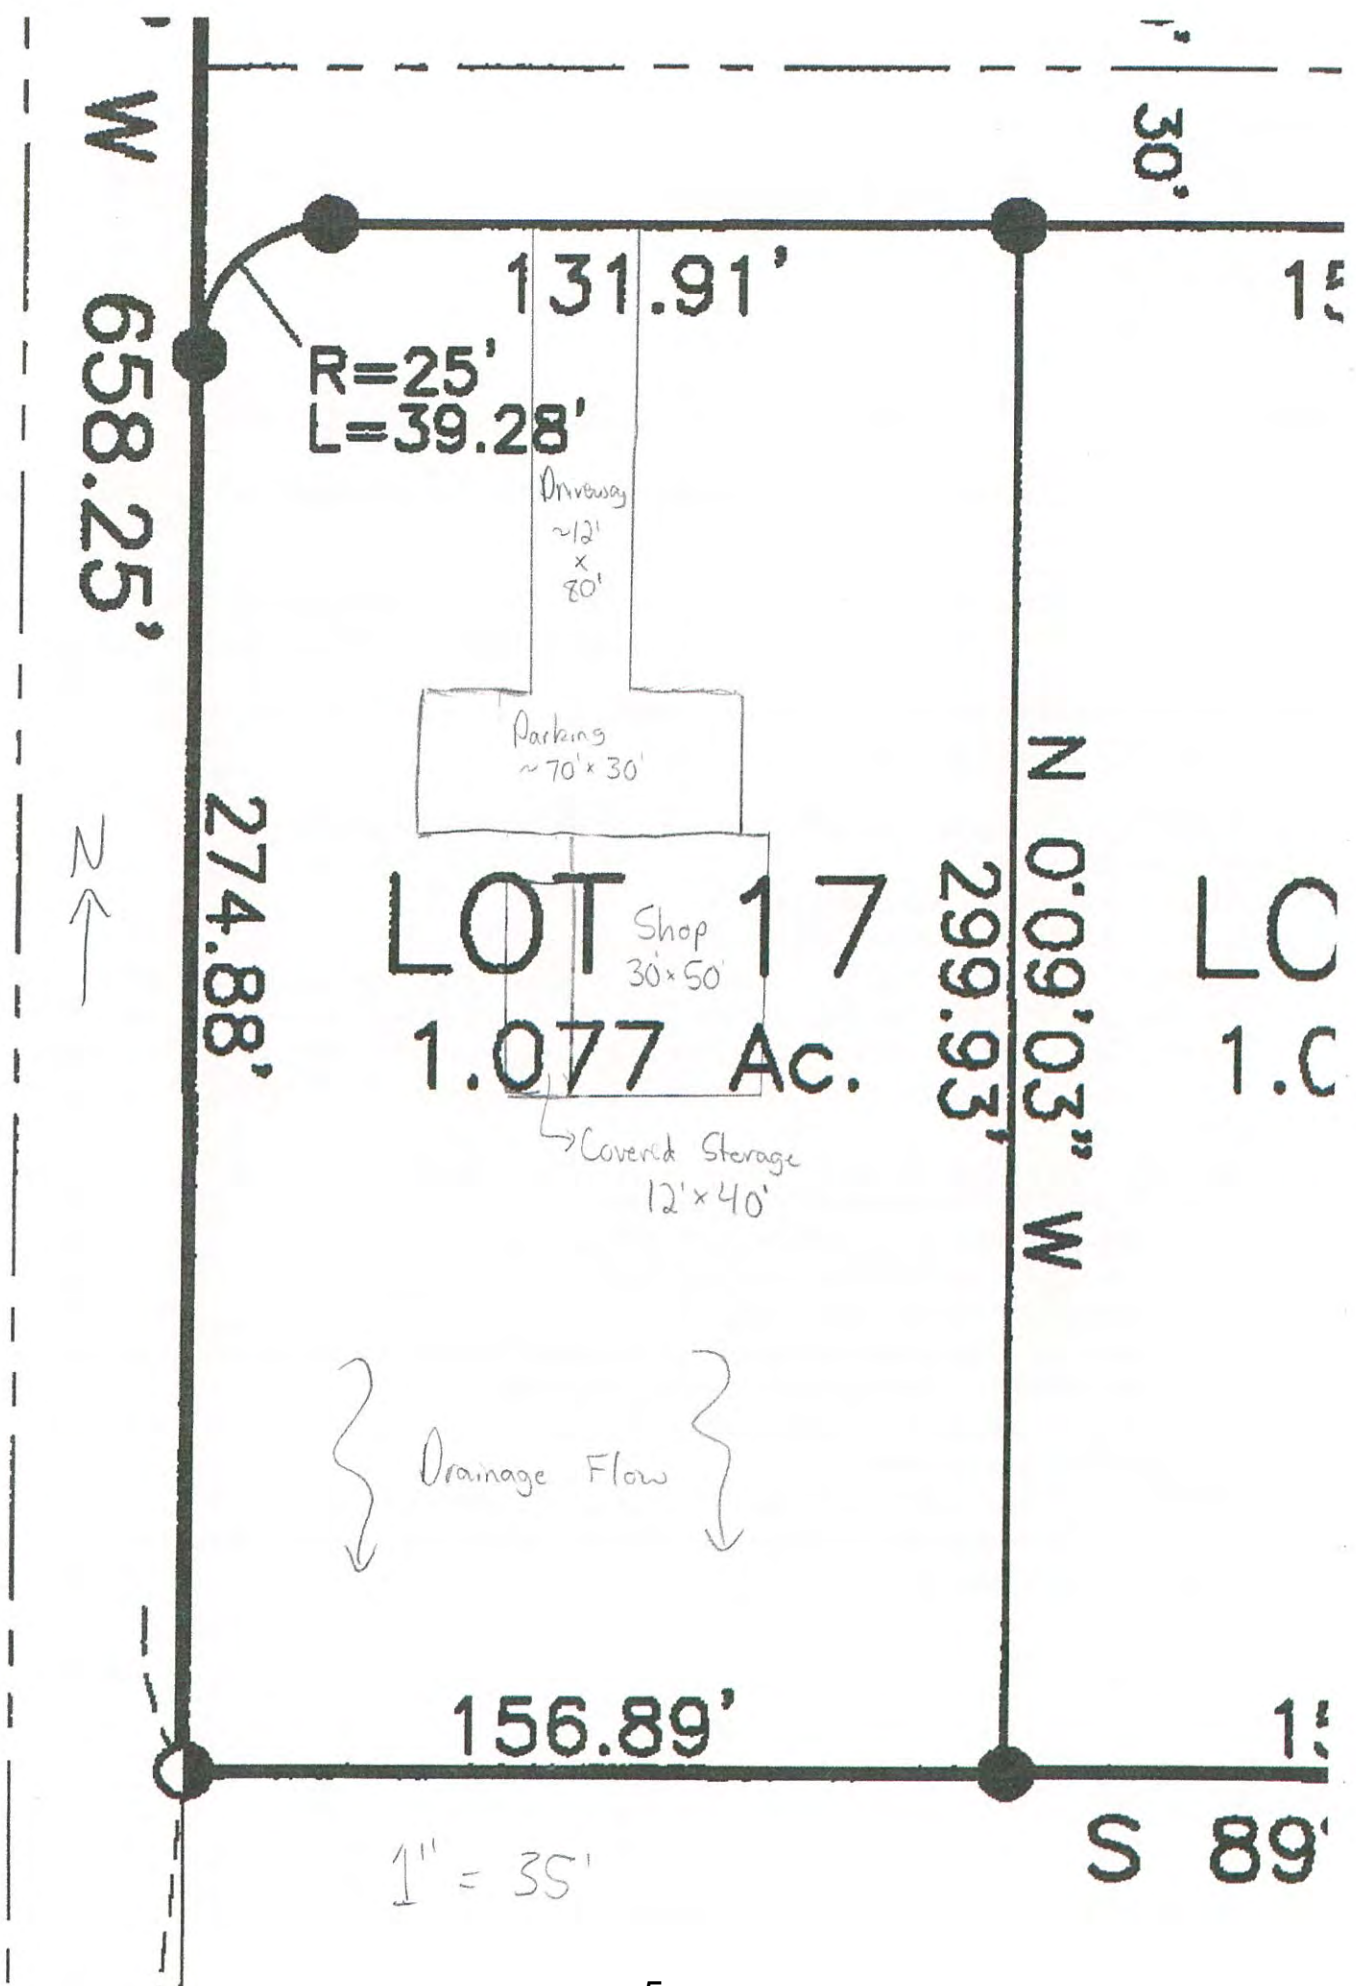 30'
W 658.25'
131.91'
15
R=25'
L=39.28'
Driveway
~12'
x
80'
Parking
~70' x 30'
N
274.88'
N 0°09'03" W
299.93'
LOT 17
1.077 Ac.
LO
1.0
Shop
30' x 50'
Covered Storage
12' x 40'
Drainage Flow
156.89'
15
S 89°
1" = 35'